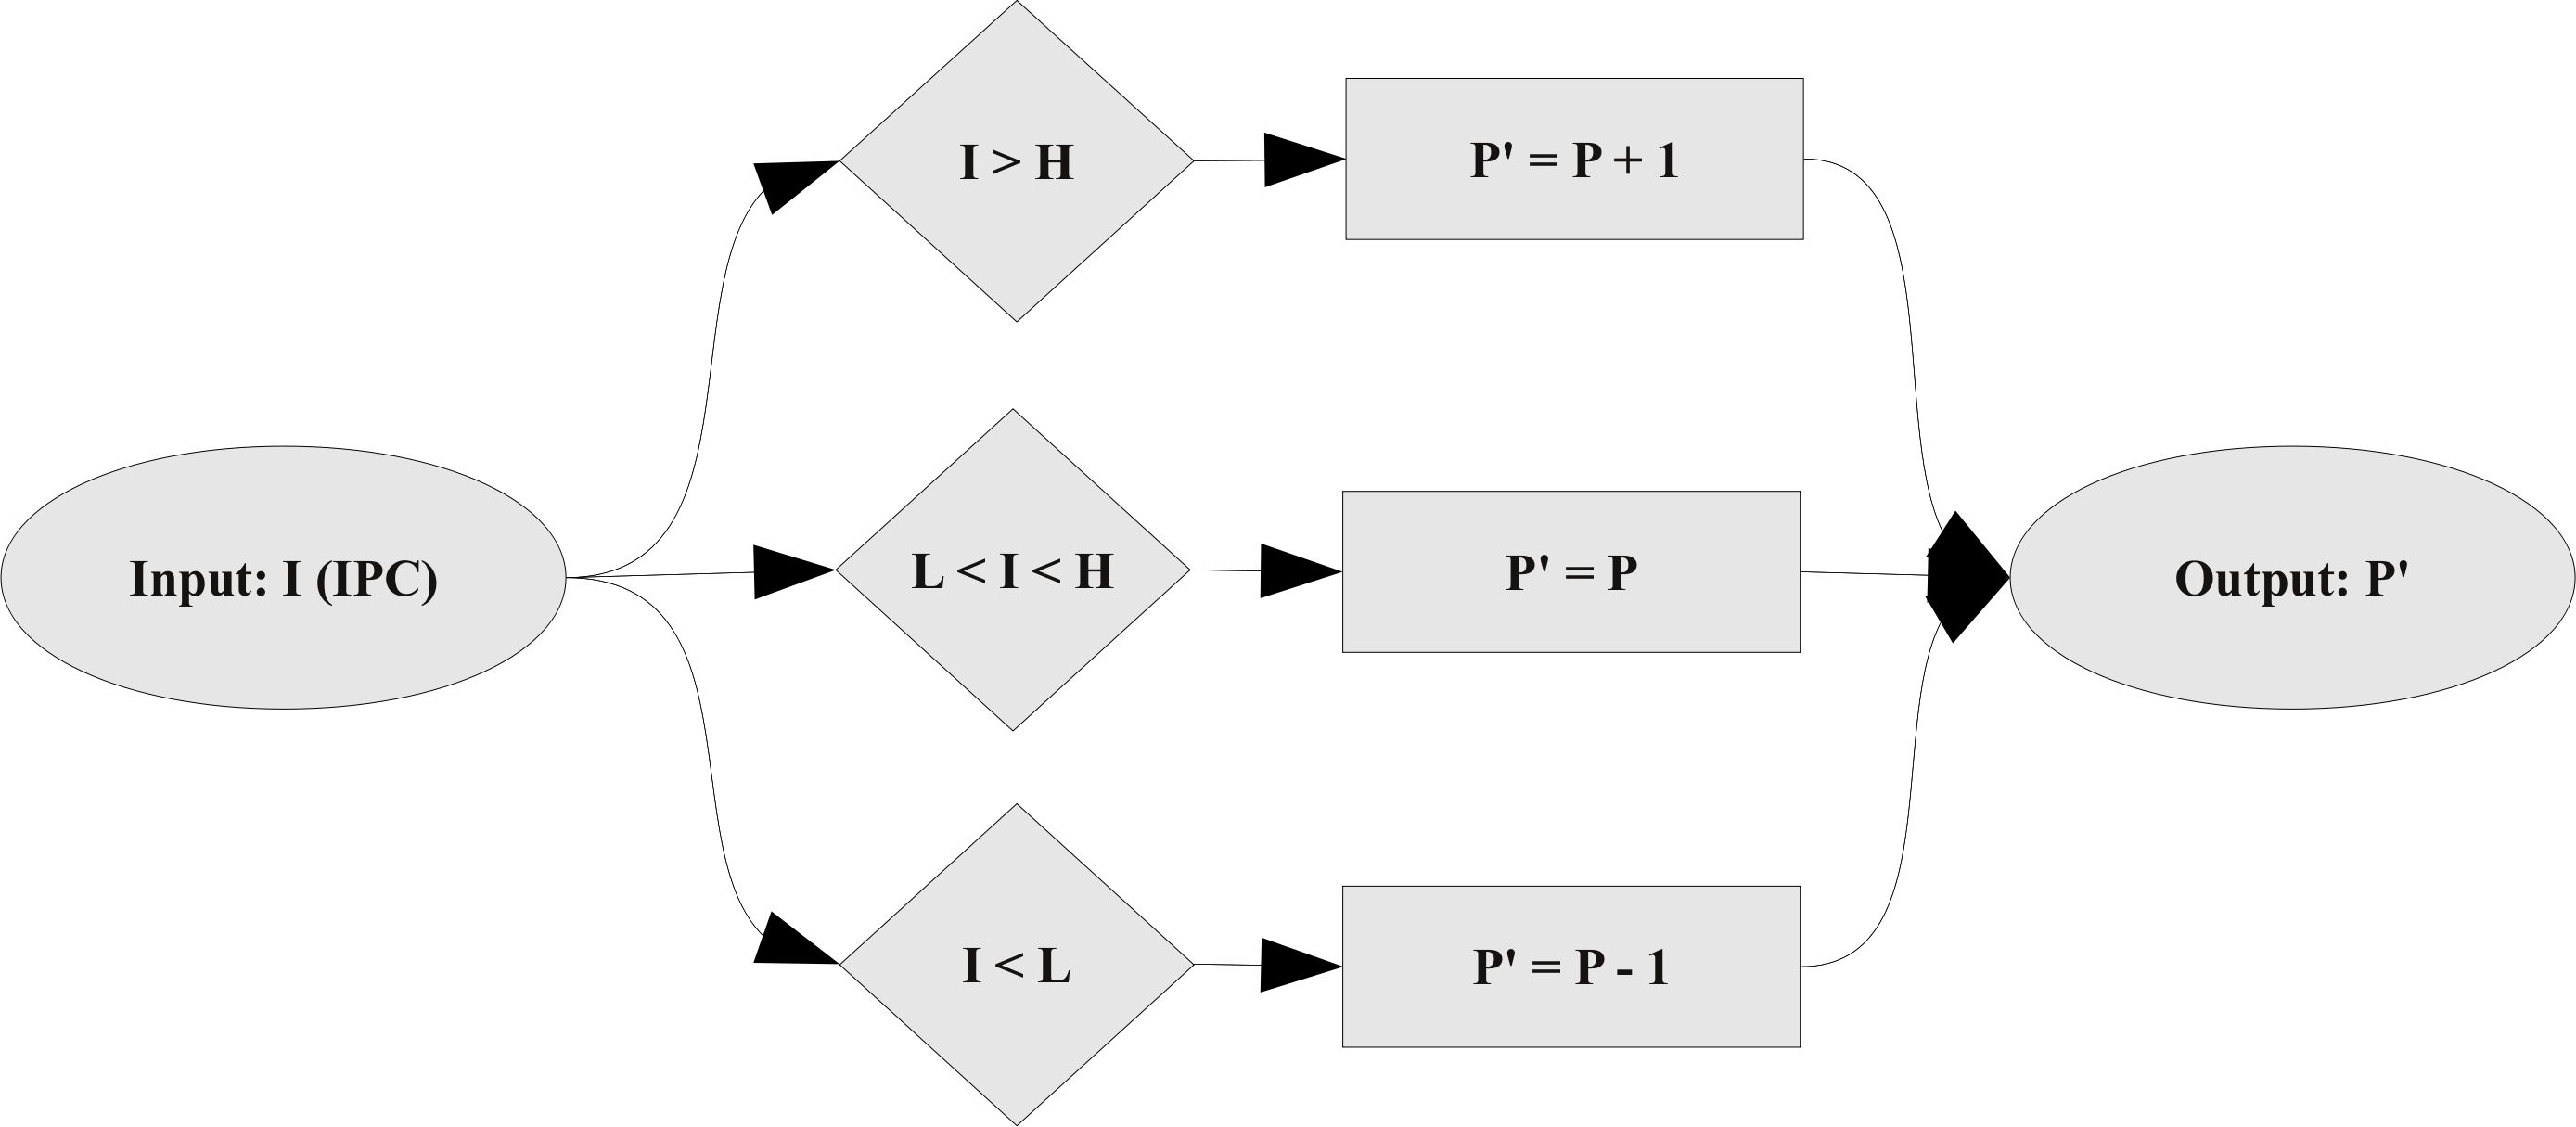 Input: I (IPC)
I > H
P' = P + 1
L < I < H
P' = P
I < L
P' = P - 1
Output: P'